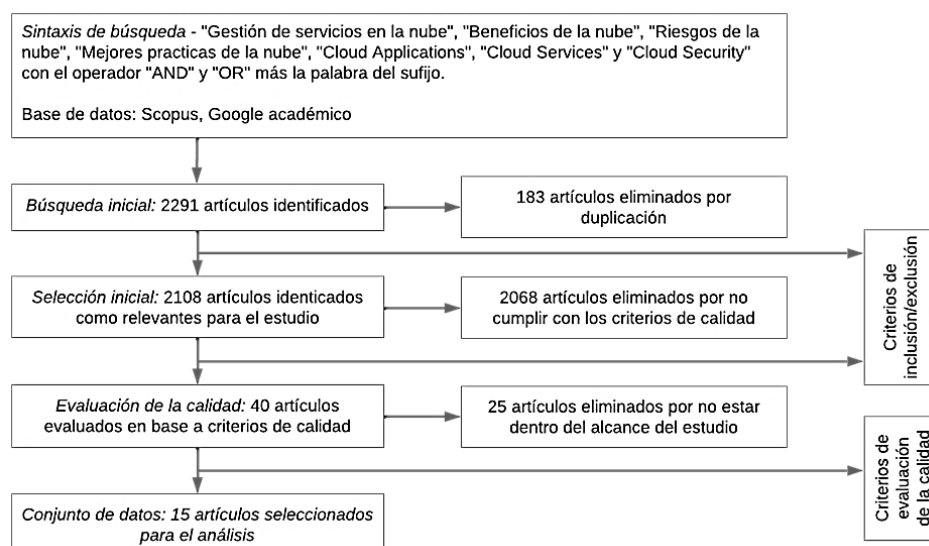 Sintaxis de búsqueda - "Gestión de servicios en la nube", "Beneficios de la nube", "Riesgos de la
nube", "Mejores practicas de la nube", "Cloud Applications", "Cloud Services" y "Cloud Security"
con el operador "AND" y "OR" más la palabra del sufijo.
Base de datos: Scopus, Google académico
Búsqueda inicial: 2291 artículos identificados
183 artículos eliminados por
duplicación
Selección inicial: 2108 artículos identicados
como relevantes para el estudio
2068 artículos eliminados por no
cumplir con los criterios de calidad
Criterios de
inclusión/exclusión
Evaluación de la calidad: 40 artículos
evaluados en base a criterios de calidad
25 artículos eliminados por no estar
dentro del alcance del estudio
Criterios de
evaluación
de la calidad
Conjunto de datos: 15 artículos seleccionados
para el análisis